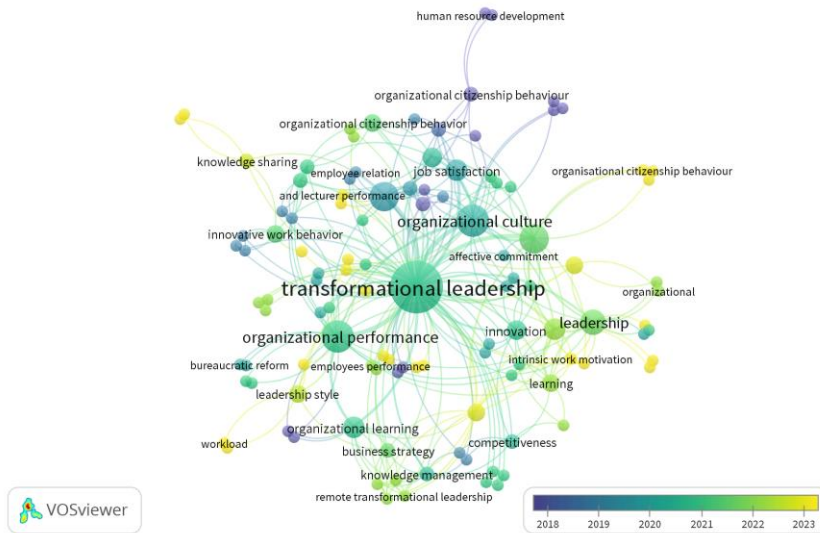 human resource development
organizational citizenship behaviour
organizational citizenship behavior
knowledge sharing
employee relation
job satisfaction
organisational citizenship behaviour
and lecturer performance
organizational culture
innovative work behavior
affective commitment
transformational leadership
organizational
organizational performance
innovation
leadership
bureaucratic reform
employees performance
intrinsic work motivation
leadership style
learning
organizational learning
workload
business strategy
competitiveness
knowledge management
remote transformational leadership
VOSviewer
2018 2019 2020 2021 2022 2023